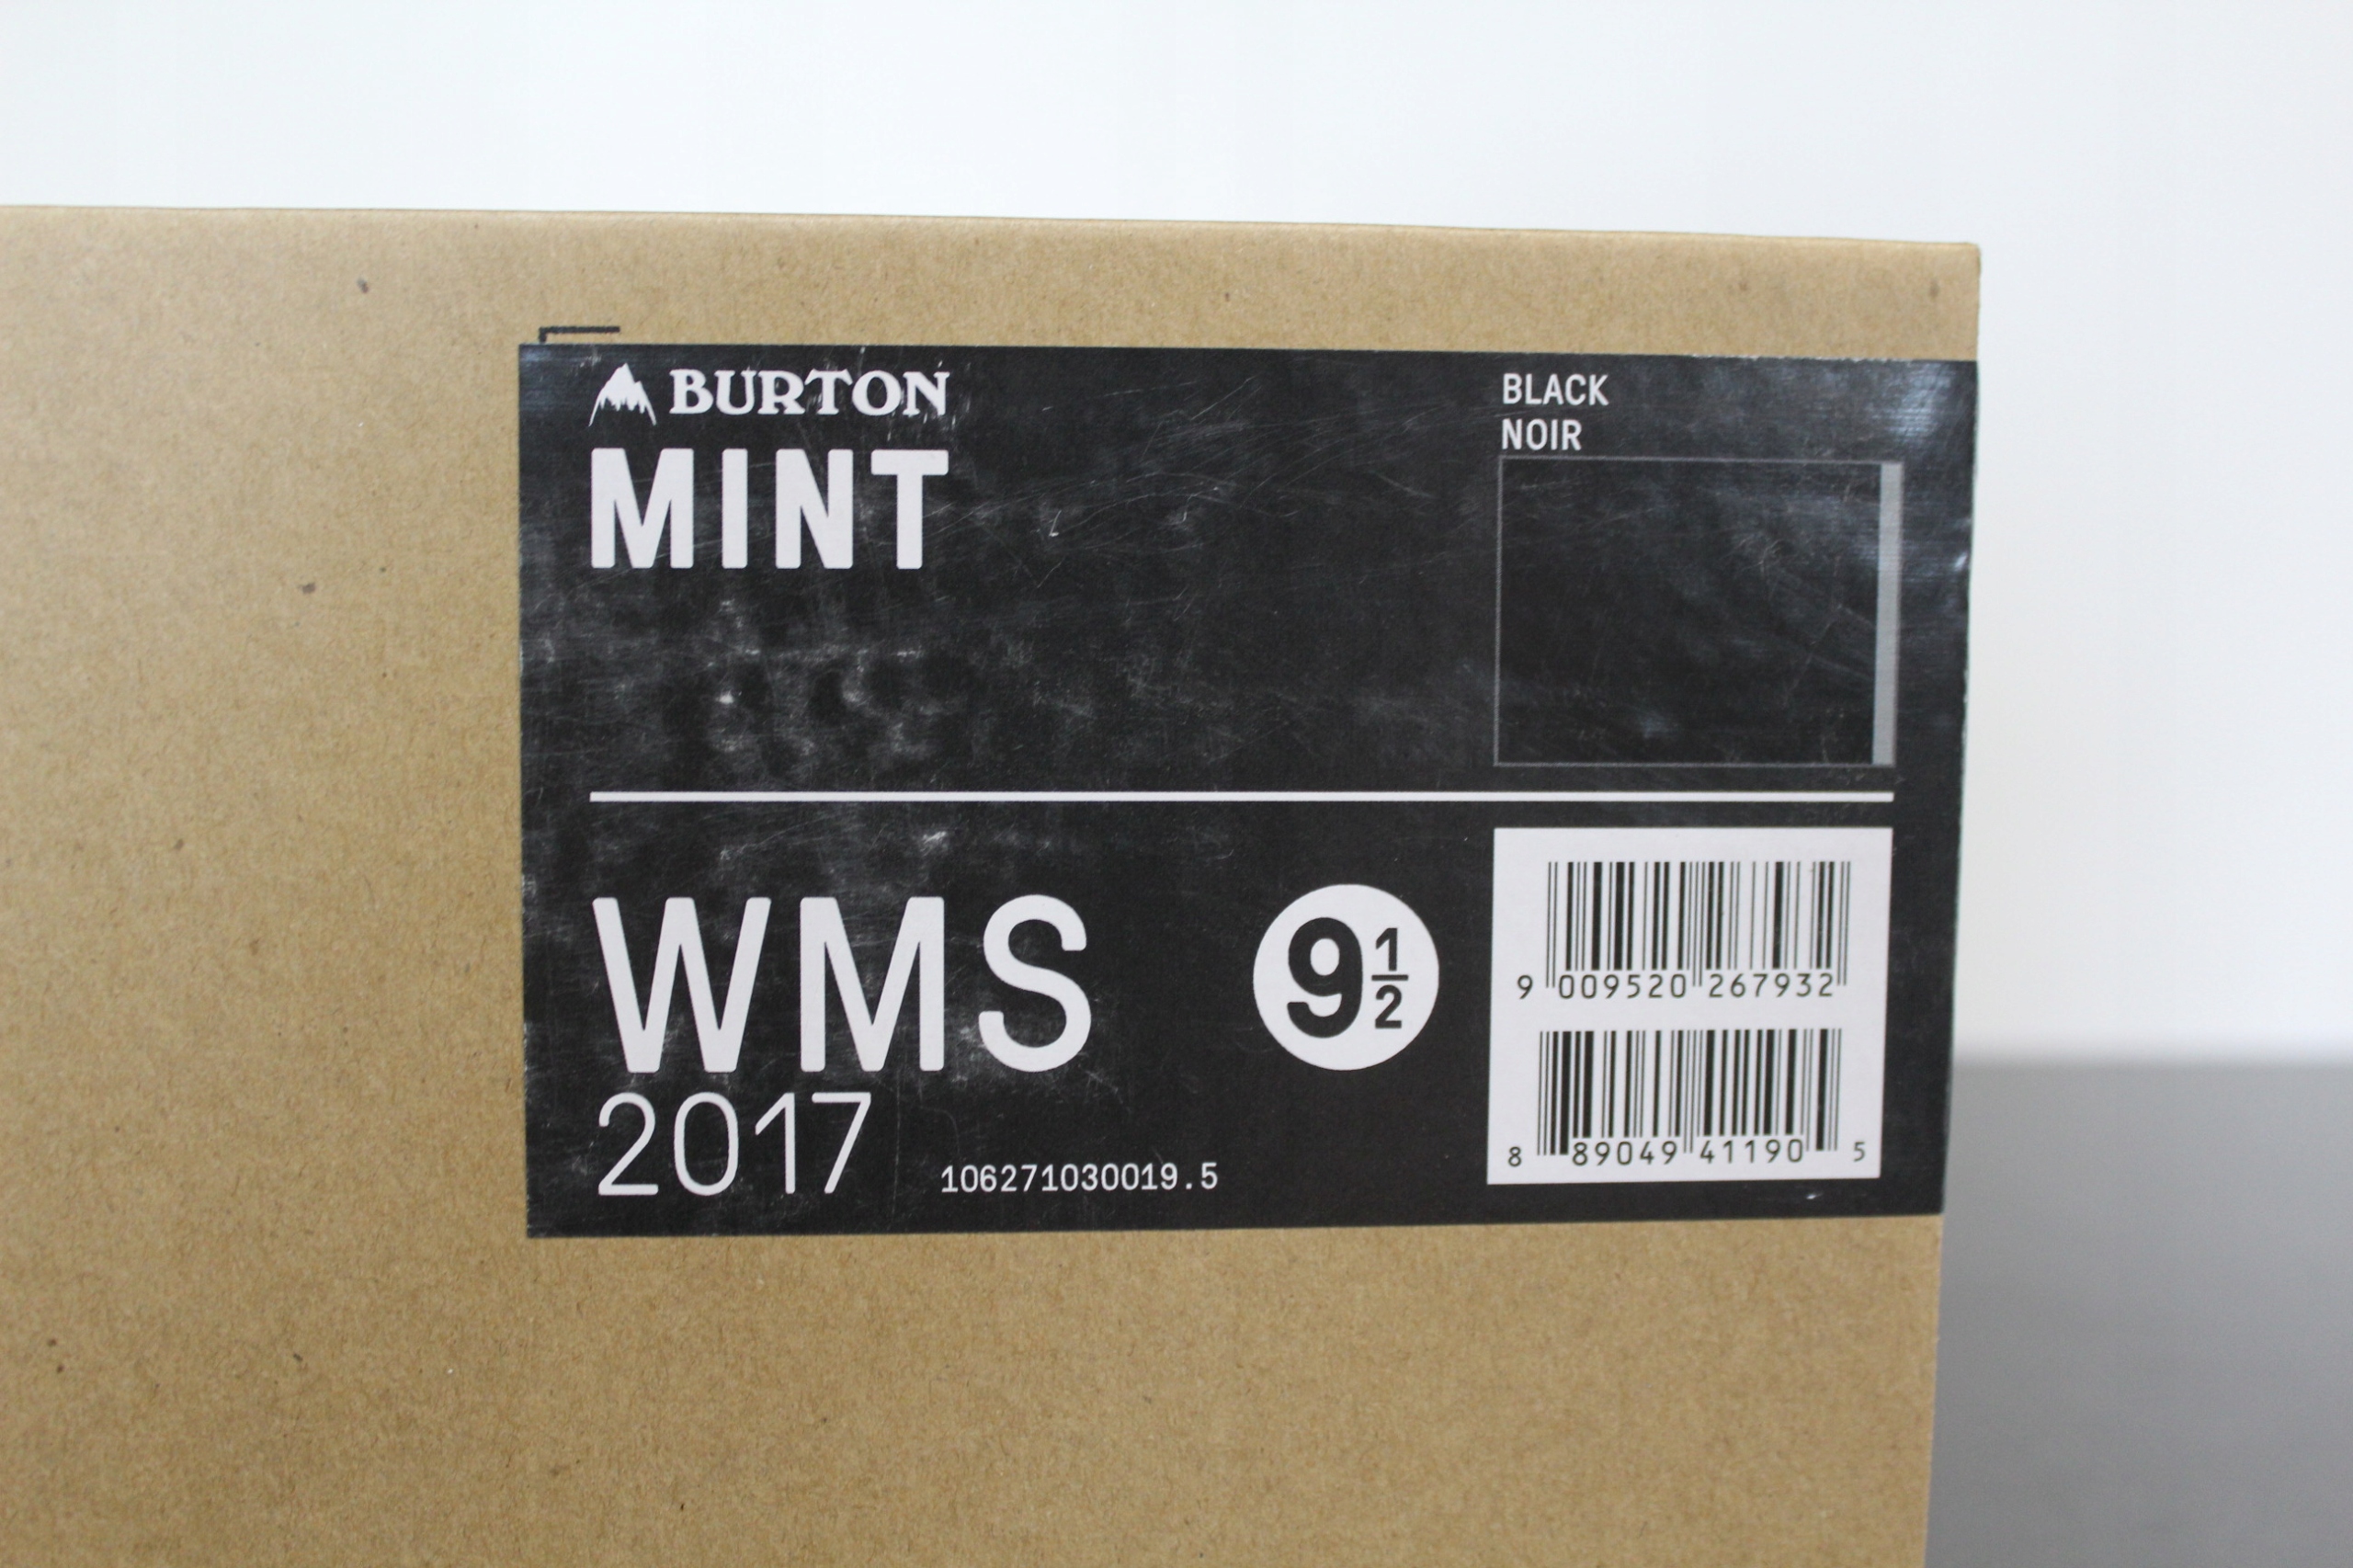 BURTON
MINT
BLACK
NOIR
WMS
9 1/2
2017
106271030019.5
9 009520 267932
8 89049 41190 5